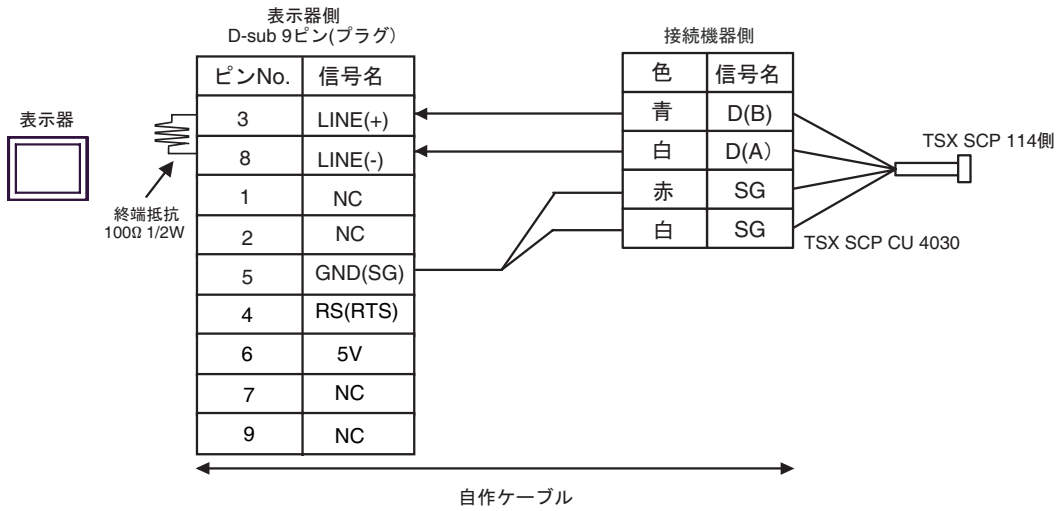 表示器側
D-sub 9ピン(プラグ)
接続機器側
ピンNo. 信号名
色 信号名
表示器
3 LINE(+)
青 D(B)
8 LINE(-)
白 D(A)
TSX SCP 114側
1 NC
赤 SG
終端抵抗
100Ω 1/2W
2 NC
白 SG
TSX SCP CU 4030
5 GND(SG)
4 RS(RTS)
6 5V
7 NC
9 NC
自作ケーブル